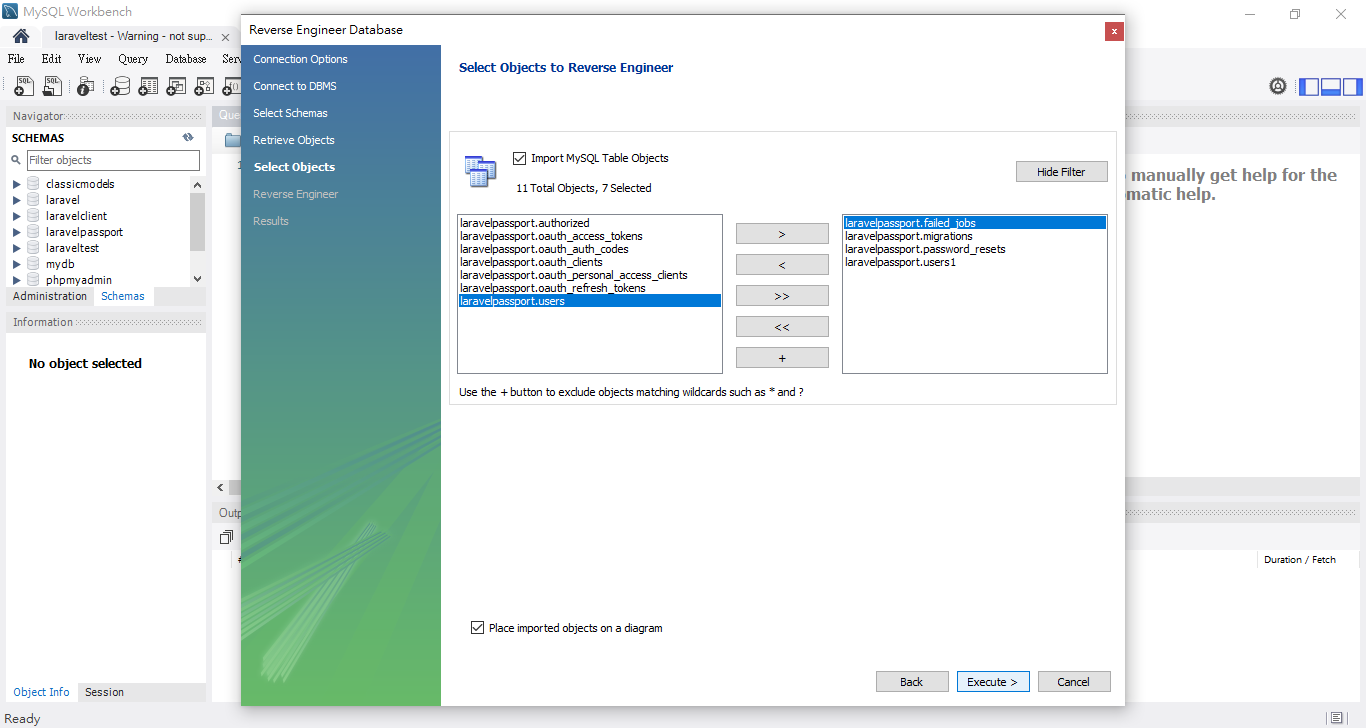 MySQL Workbench
laraveltest - Warning - not sup...
File Edit View Query Database
Navigator
SCHEMAS
Filter objects
classicmodels
laravel
laravelclient
laravelpassport
laraveltest
mydb
phpmyadmin
Administration Schemas
Information
No object selected
Object Info Session
Ready
Reverse Engineer Database
Connection Options
Connect to DBMS
Select Schemas
Retrieve Objects
Select Objects
Reverse Engineer
Results
Select Objects to Reverse Engineer
Import MySQL Table Objects
11 Total Objects, 7 Selected
Hide Filter
laravelpassport.authorized
laravelpassport.oauth_access_tokens
laravelpassport.oauth_auth_codes
laravelpassport.oauth_clients
laravelpassport.oauth_personal_access_clients
laravelpassport.oauth_refresh_tokens
laravelpassport.users
>
<
>>
<<
+
laravelpassport.failed_jobs
laravelpassport.migrations
laravelpassport.password_resets
laravelpassport.users1
Use the + button to exclude objects matching wildcards such as * and ?
Place imported objects on a diagram
Back Execute > Cancel
manually get help for the
omatic help.
Duration / Fetch